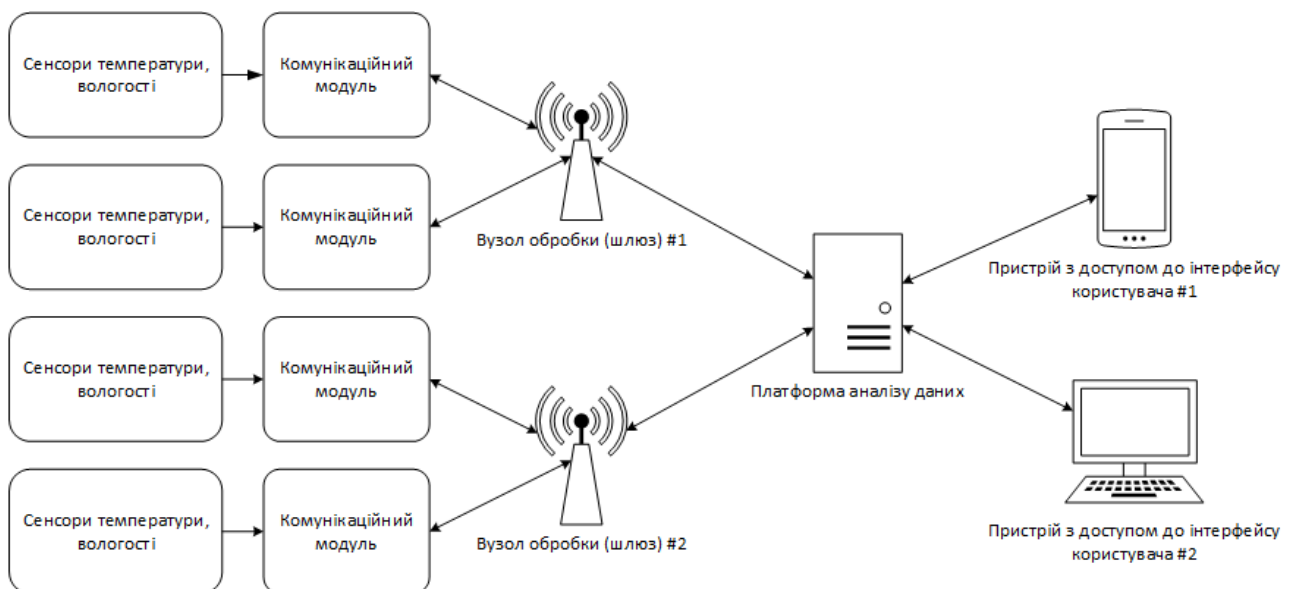 Сенсори температури,
вологості
Комунікаційний
модуль
Сенсори температури,
вологості
Комунікаційний
модуль
Вузол обробки (шлюз) #1
Сенсори температури,
вологості
Комунікаційний
модуль
Сенсори температури,
вологості
Комунікаційний
модуль
Вузол обробки (шлюз) #2
Платформа аналізу даних
Пристрій з доступом до інтерфейсу
користувача #1
Пристрій з доступом до інтерфейсу
користувача #2